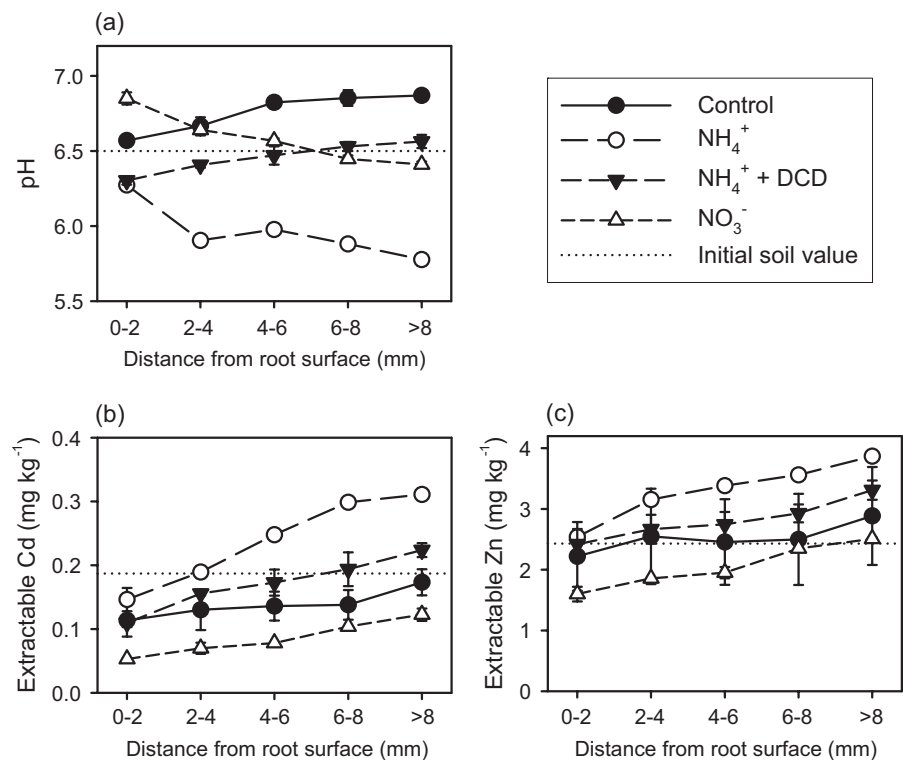 (a)
7.0
6.5
6.0
5.5
pH
0-2 2-4 4-6 6-8 >8
Distance from root surface (mm)
Control
NH₄⁺
NH₄⁺ + DCD
NO₃⁻
Initial soil value
(b)
0.4
0.3
0.2
0.1
0.0
Extractable Cd (mg kg⁻¹)
0-2 2-4 4-6 6-8 >8
Distance from root surface (mm)
(c)
4
3
2
1
0
Extractable Zn (mg kg⁻¹)
0-2 2-4 4-6 6-8 >8
Distance from root surface (mm)